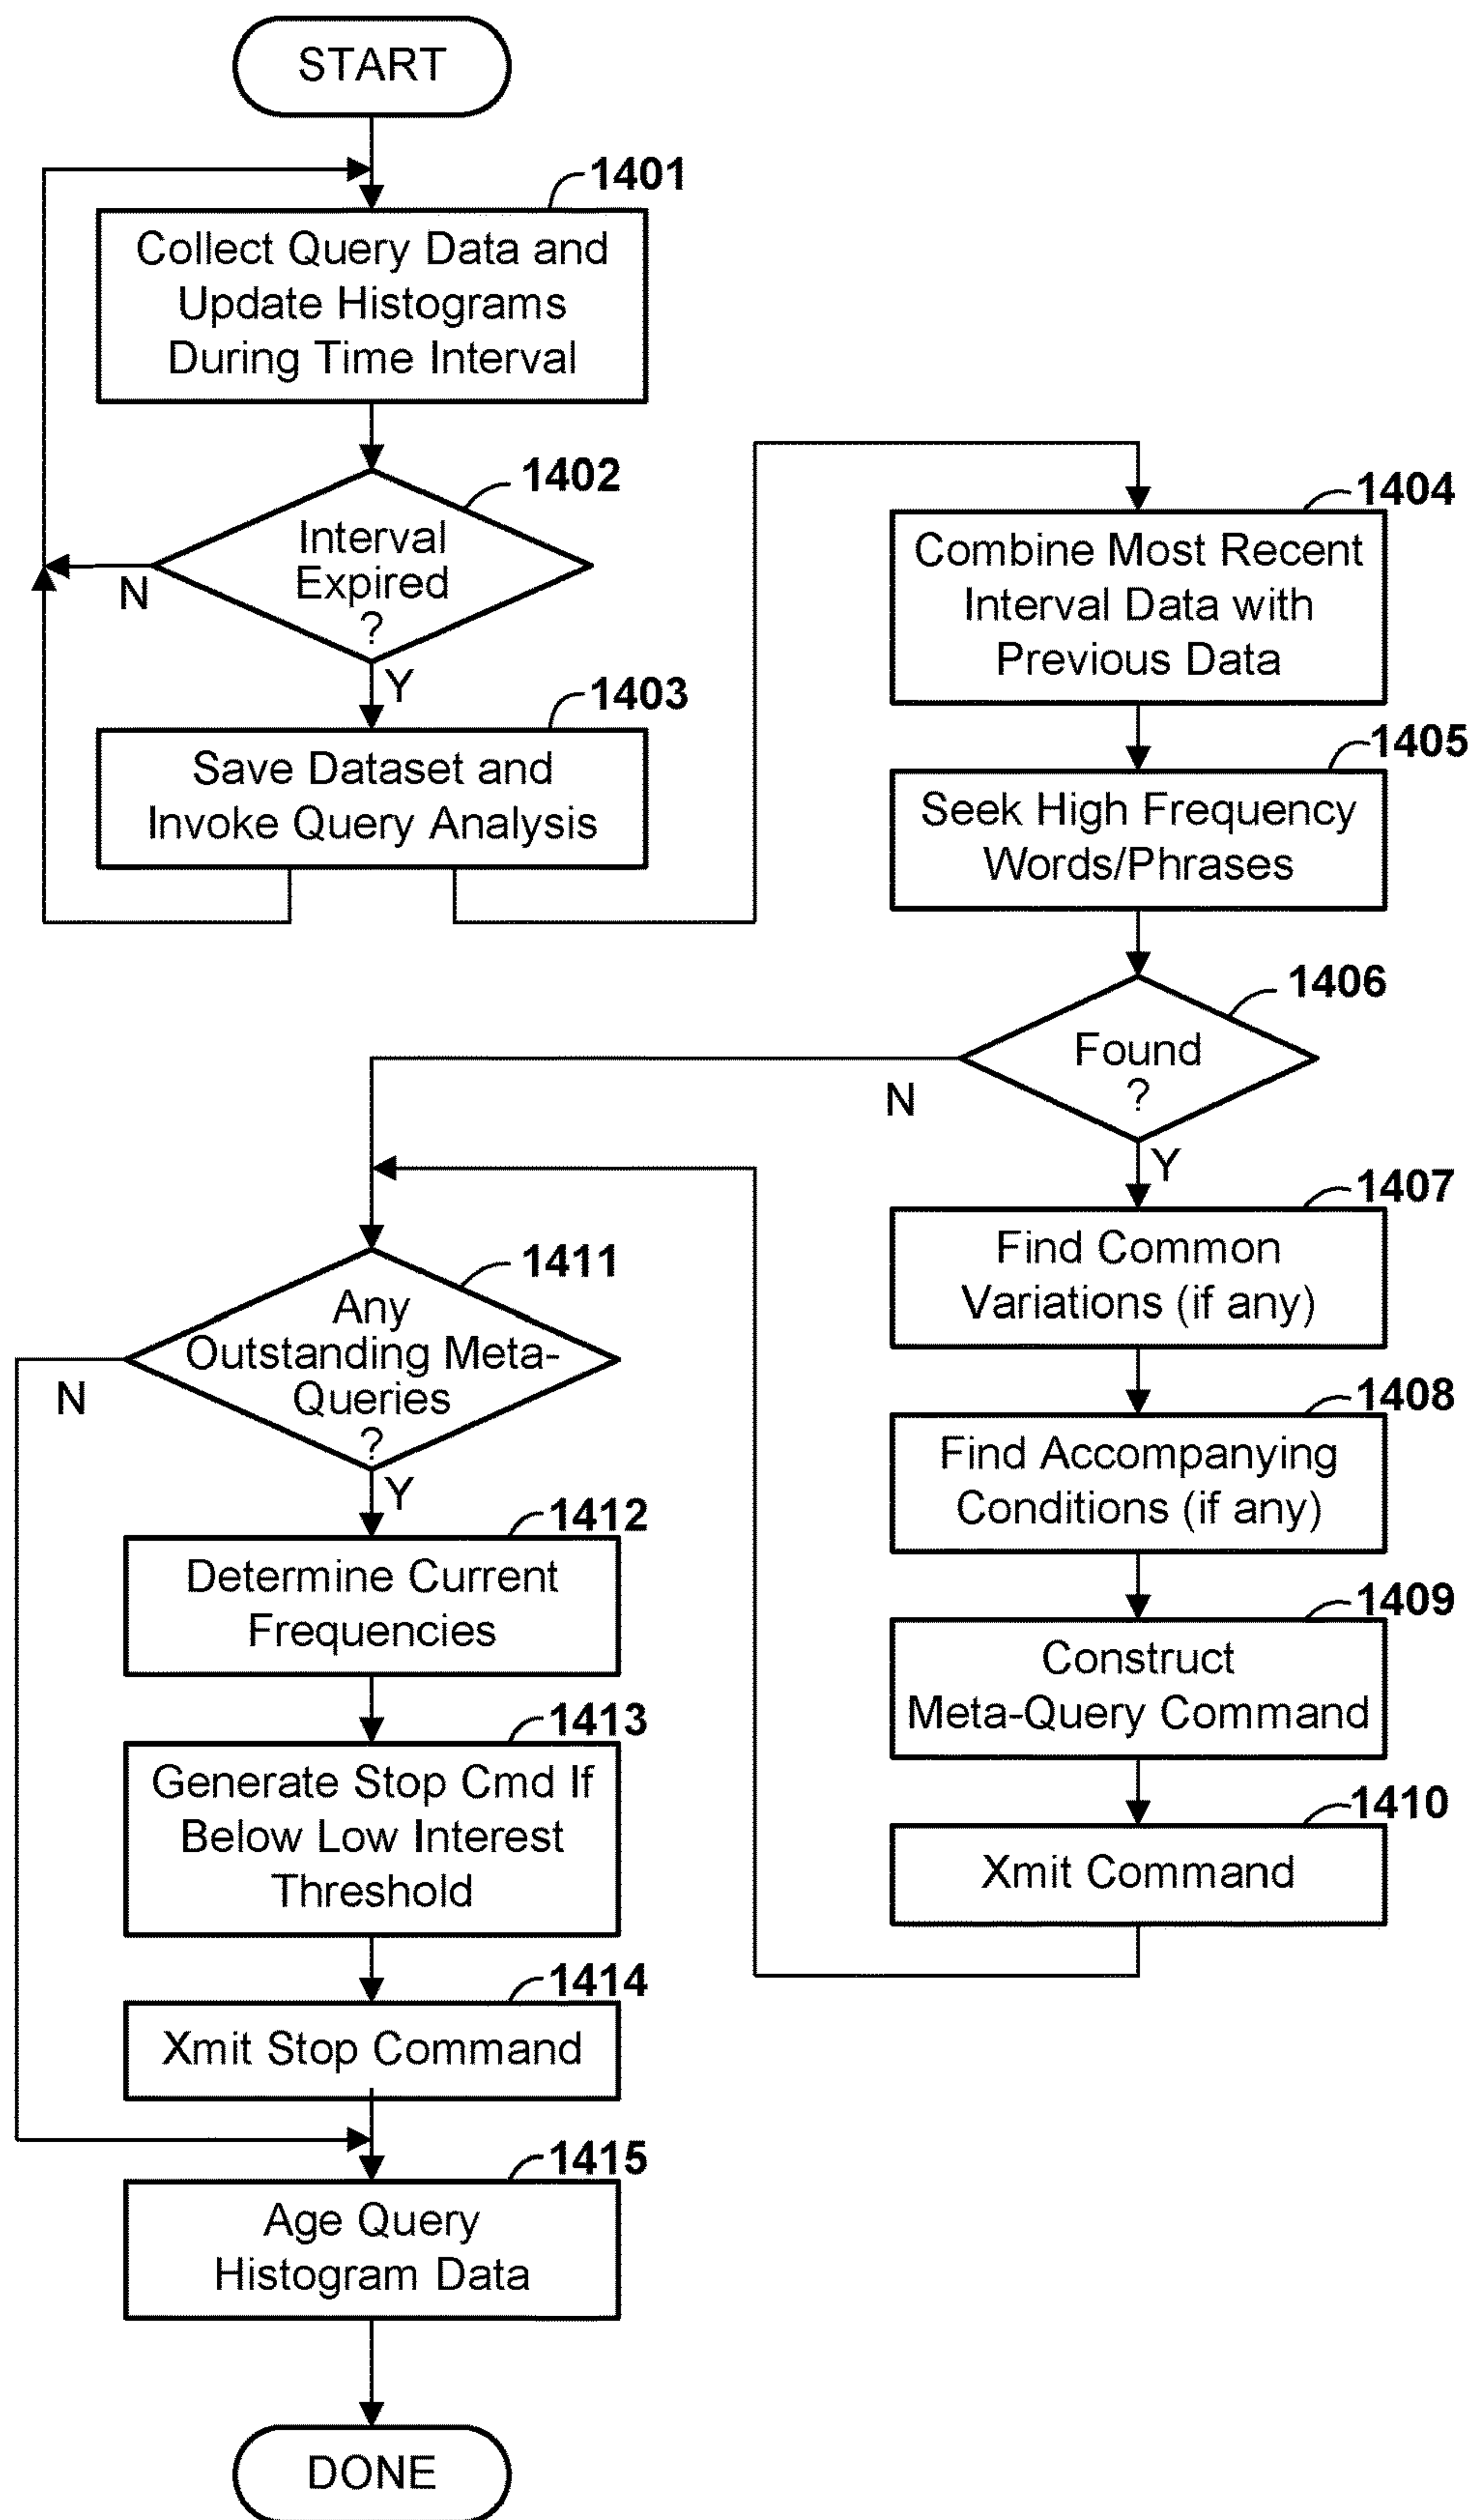 START
1401
Collect Query Data and
Update Histograms
During Time Interval
1402
Interval
Expired
?
N
Y
1403
Save Dataset and
Invoke Query Analysis
1404
Combine Most Recent
Interval Data with
Previous Data
1405
Seek High Frequency
Words/Phrases
1406
Found
?
N
Y
1407
Find Common
Variations (if any)
1408
Find Accompanying
Conditions (if any)
1409
Construct
Meta-Query Command
1410
Xmit Command
1411
Any
Outstanding Meta-
Queries
?
N
Y
1412
Determine Current
Frequencies
1413
Generate Stop Cmd If
Below Low Interest
Threshold
1414
Xmit Stop Command
1415
Age Query
Histogram Data
DONE